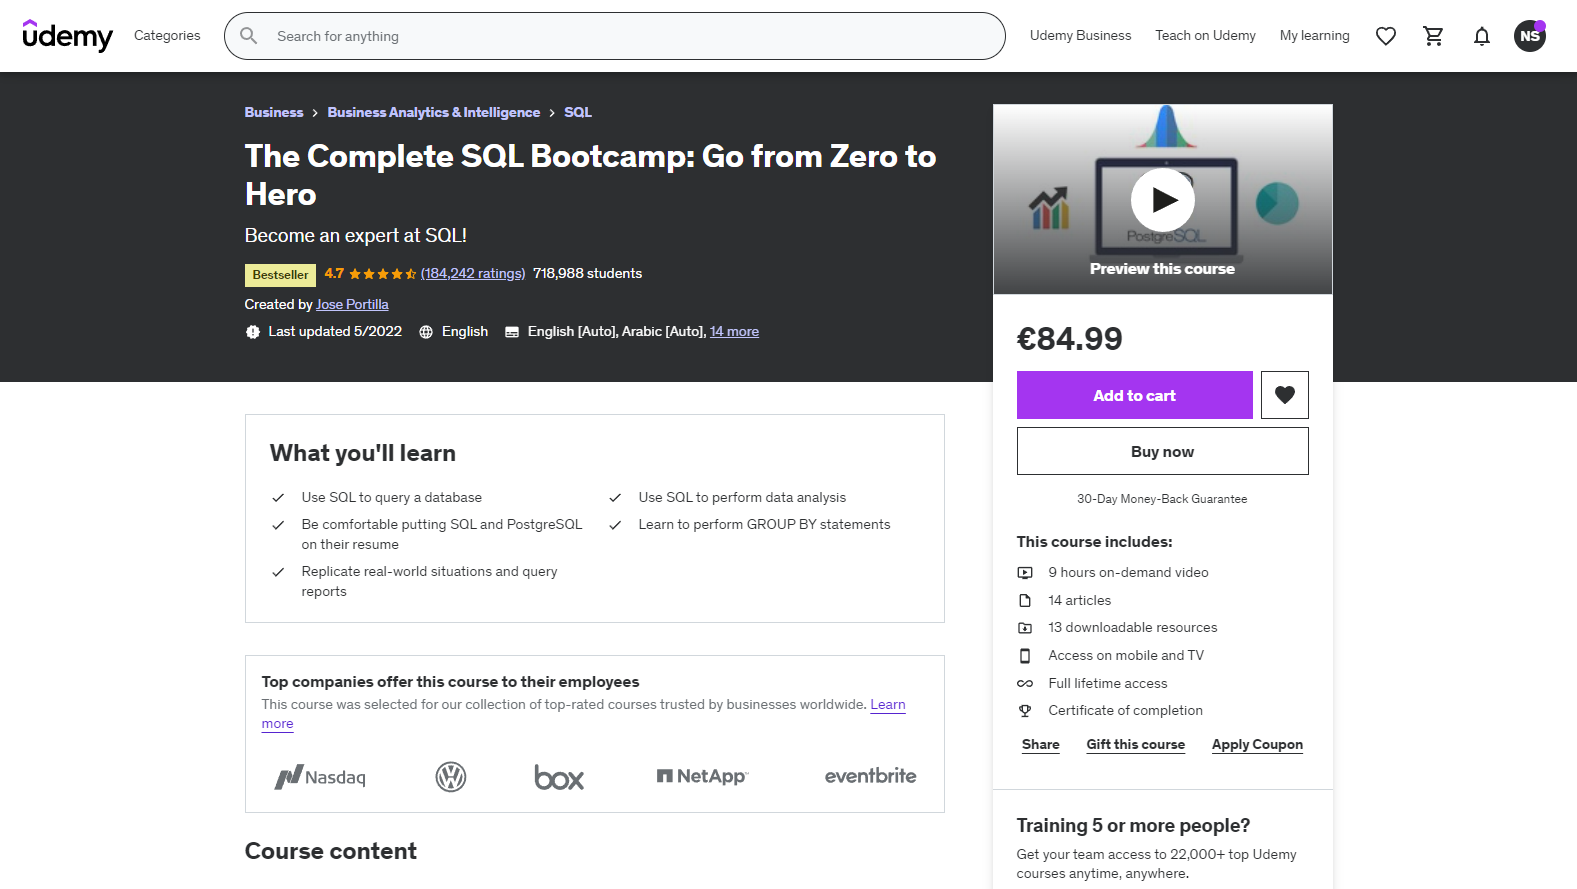 udemy
Categories
Search for anything
Udemy Business
Teach on Udemy
My learning
NS
Business
Business Analytics & Intelligence
SQL
The Complete SQL Bootcamp: Go from Zero to
Hero
Become an expert at SQL!
Bestseller
4.7
(184,242 ratings)
718,988 students
Created by Jose Portilla
Last updated 5/2022
English
English [Auto], Arabic [Auto], 14 more
PostgreSQL
Preview this course
€84.99
Add to cart
Buy now
30-Day Money-Back Guarantee
This course includes:
9 hours on-demand video
14 articles
13 downloadable resources
Access on mobile and TV
Full lifetime access
Certificate of completion
Share
Gift this course
Apply Coupon
Training 5 or more people?
Get your team access to 22,000+ top Udemy
courses anytime, anywhere.
What you'll learn
Use SQL to query a database
Use SQL to perform data analysis
Be comfortable putting SQL and PostgreSQL
on their resume
Learn to perform GROUP BY statements
Replicate real-world situations and query
reports
Top companies offer this course to their employees
This course was selected for our collection of top-rated courses trusted by businesses worldwide. Learn
more
Nasdaq
box
NetApp
eventbrite
Course content